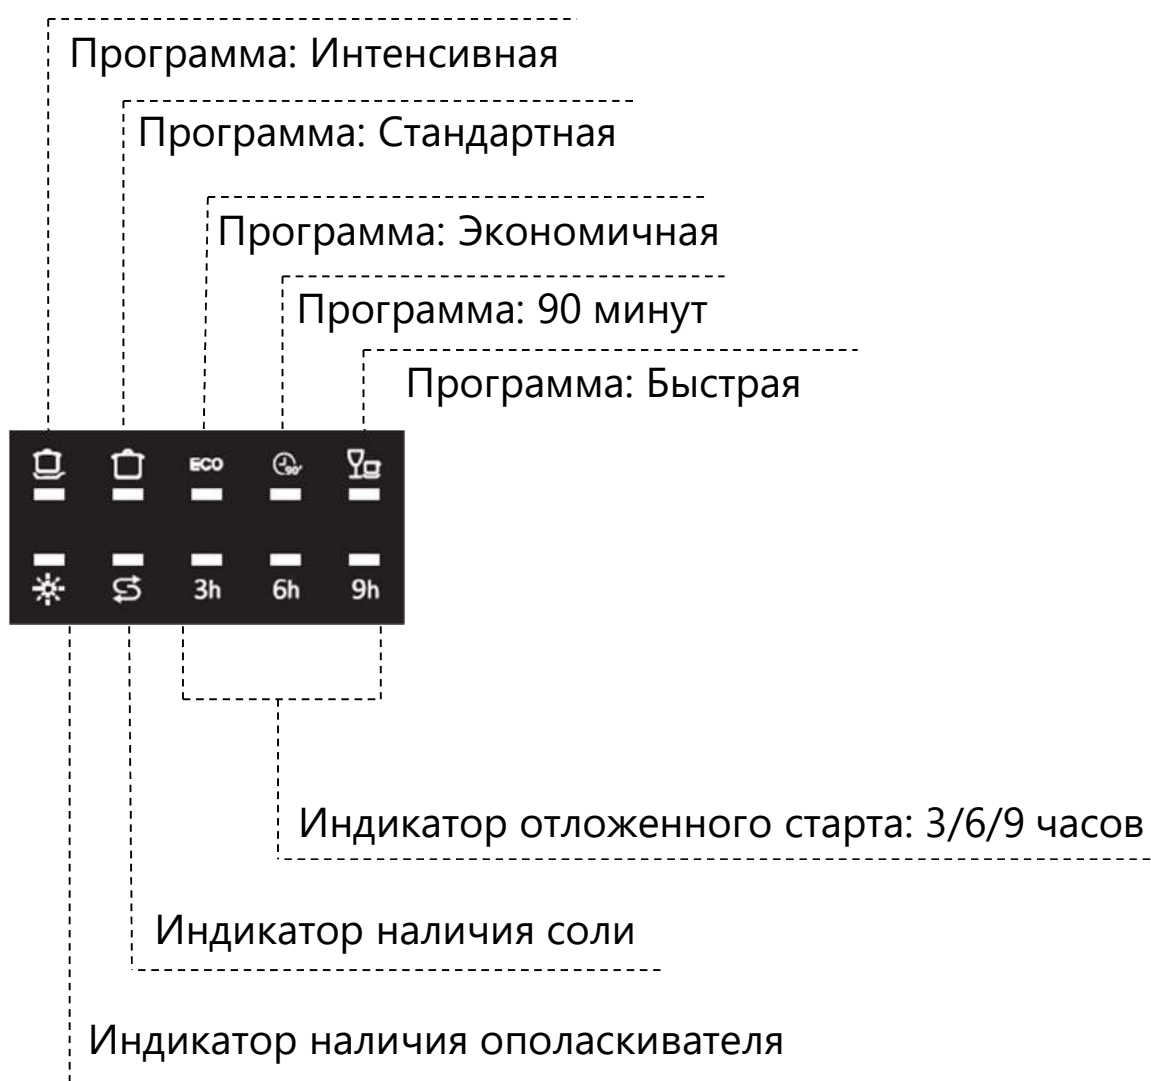 Программа: Интенсивная
Программа: Стандартная
Программа: Экономичная
Программа: 90 минут
Программа: Быстрая
ECO 90'
3h 6h 9h
Индикатор отложенного старта: 3/6/9 часов
Индикатор наличия соли
Индикатор наличия ополаскивателя